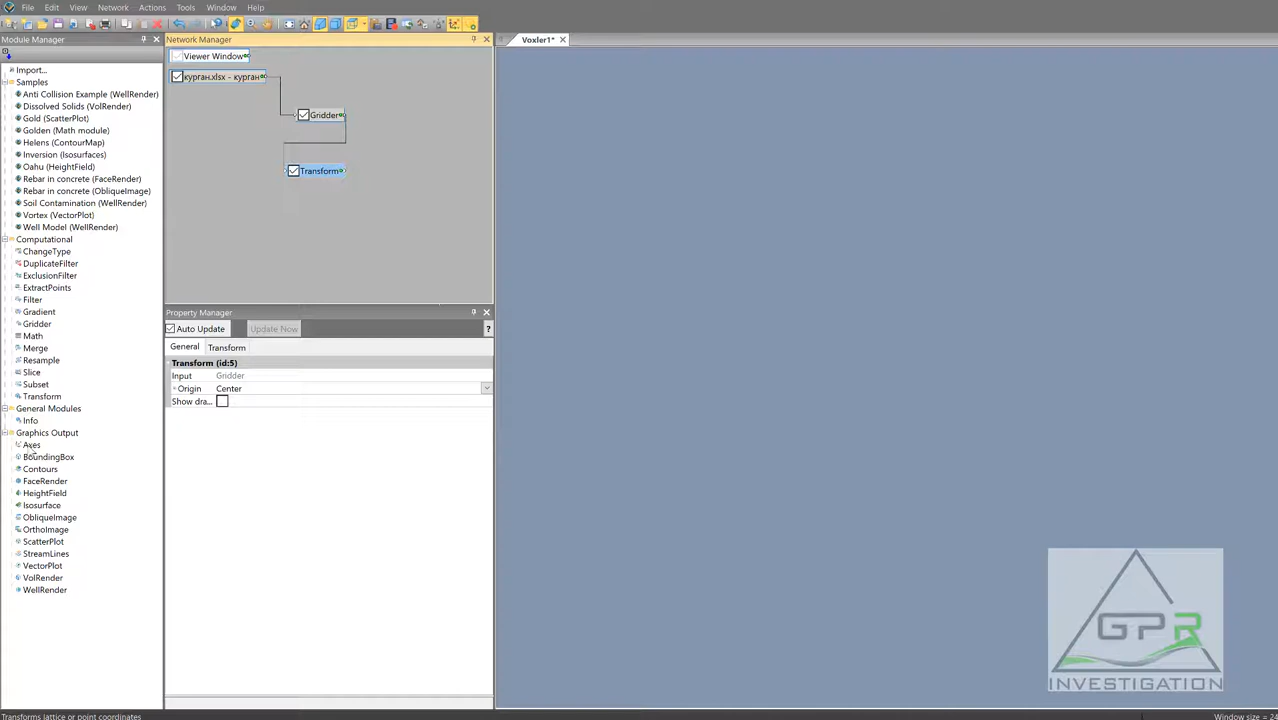 File Edit View Network Actions Tools Window Help
Module Manager
Import...
Samples
Anti Collision Example (WellRender)
Dissolved Solids (VolRender)
Gold (ScatterPlot)
Golden (Math module)
Helens (ContourMap)
Inversion (Isosurfaces)
Oahu (HeightField)
Rebar in concrete (FaceRender)
Rebar in concrete (ObliqueImage)
Soil Contamination (WellRender)
Vortex (VectorPlot)
Well Model (WellRender)
Computational
ChangeType
DuplicateFilter
ExclusionFilter
ExtractPoints
Filter
Gradient
Gridder
Math
Merge
Resample
Slice
Subset
Transform
General Modules
Info
Graphics Output
Axes
BoundingBox
Contours
FaceRender
HeightField
Isosurface
ObliqueImage
OrthoImage
ScatterPlot
StreamLines
VectorPlot
VolRender
WellRender
Network Manager
Viewer Window
курган.xlsx - курган
Gridder
Transform
Property Manager
Auto Update
Update Now
?
General
Transform
Transform (id:5)
Input Gridder
Origin Center
Show dra...
Voxler1*
GPR
INVESTIGATION
Transforms lattice or point coordinates
Window size = 24